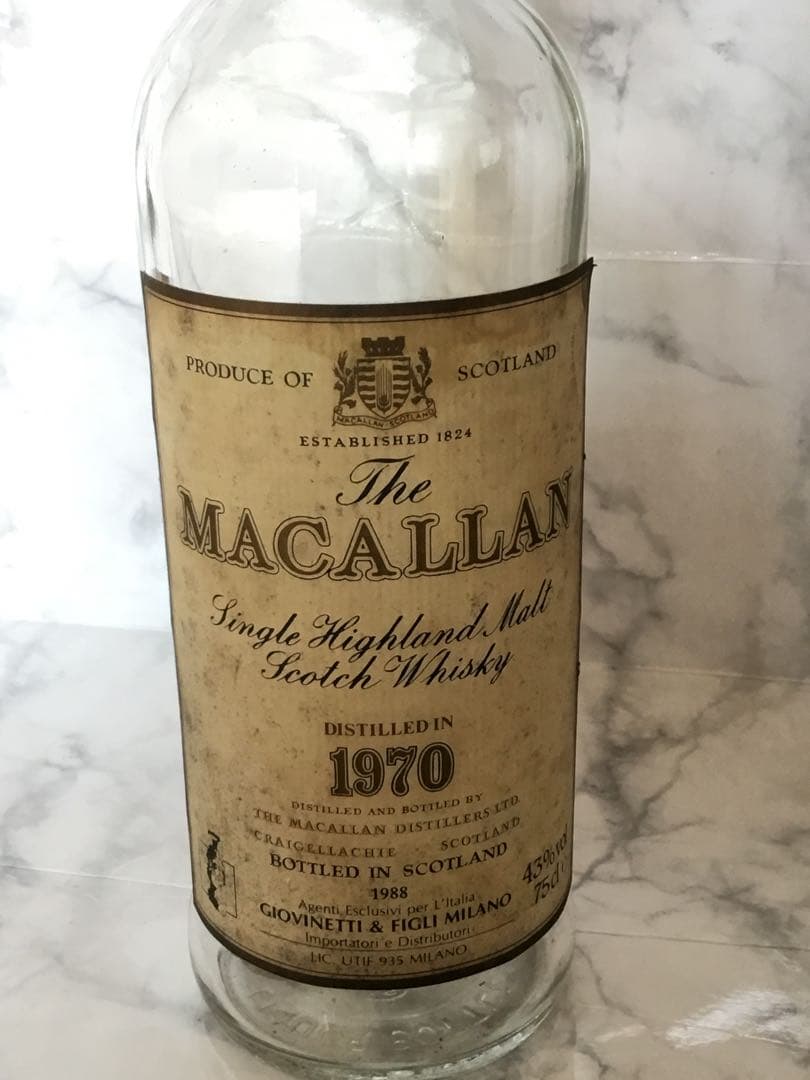 PRODUCE OF SCOTLAND
MACALLAN SCOTLAND
ESTABLISHED 1824
The
MACALLAN
Single Highland Malt
Scotch Whisky
DISTILLED IN
1970
DISTILLED AND BOTTLED BY
THE MACALLAN DISTILLERS LTD.
CRAIGELLACHIE · SCOTLAND
BOTTLED IN SCOTLAND
1988
43%vol
75cl
Agenti Esclusivi per L'Italia
GIOVINETTI & FIGLI MILANO
Importatori e Distributori
LIC. UTIF 935 MILANO